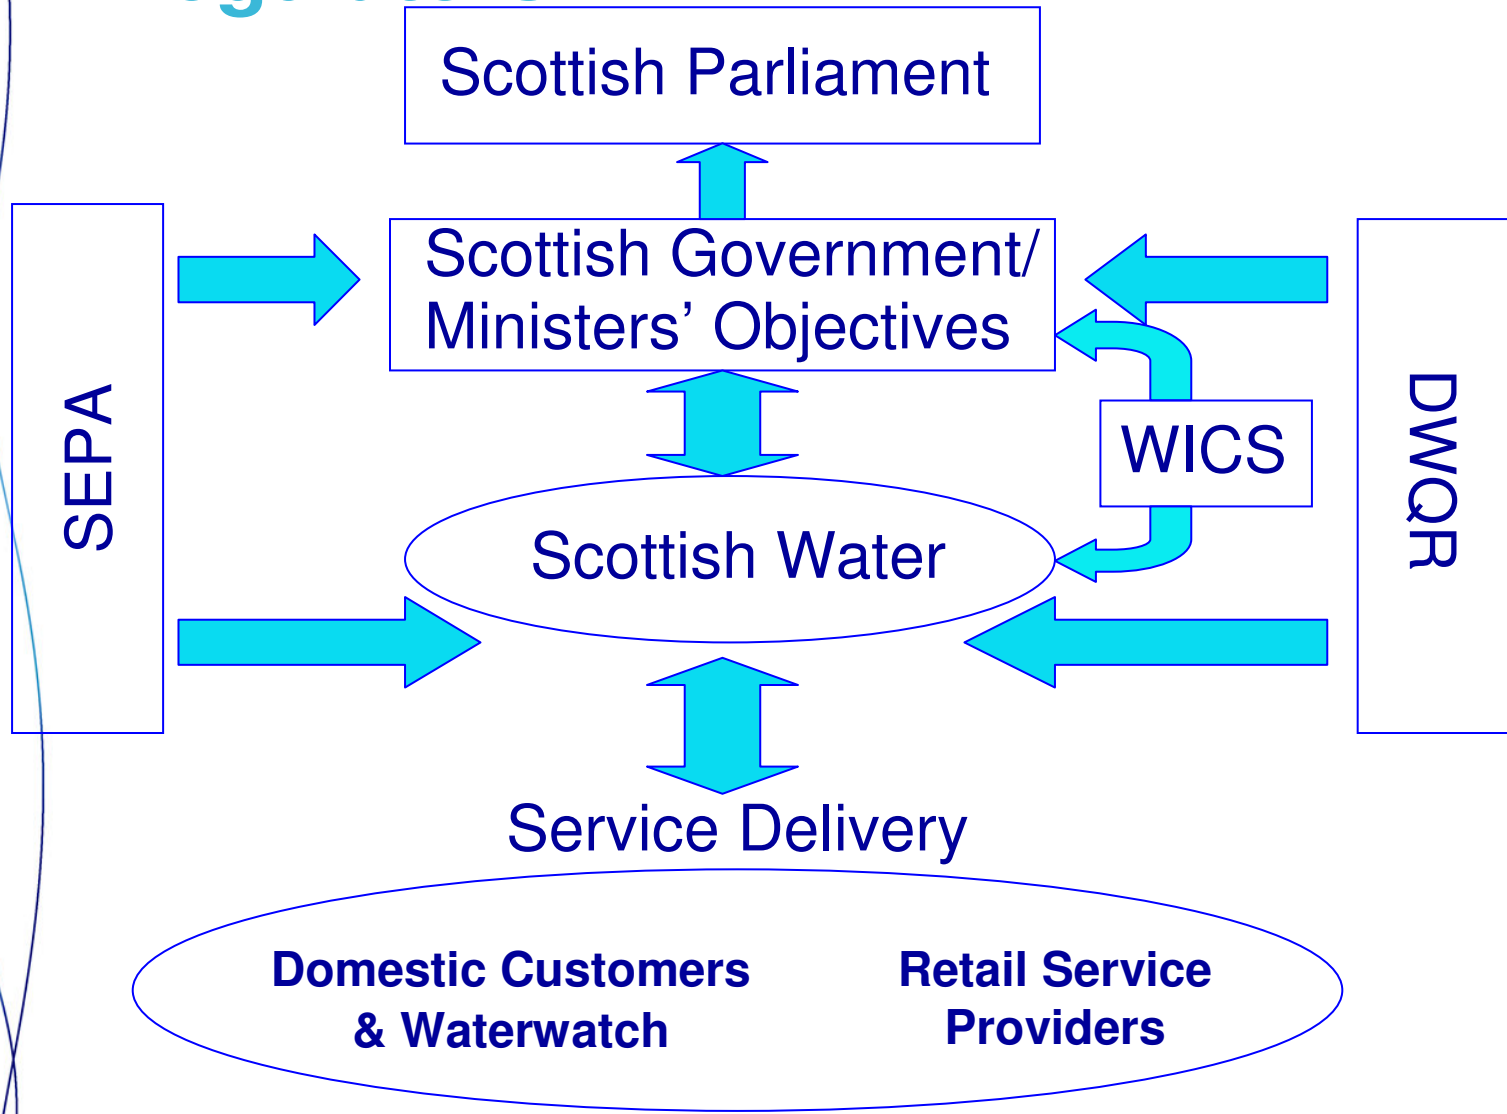 Scottish Parliament
Scottish Government/
Ministers’ Objectives
SEPA
WICS
DWQR
Scottish Water
Service Delivery
Domestic Customers
& Waterwatch
Retail Service
Providers